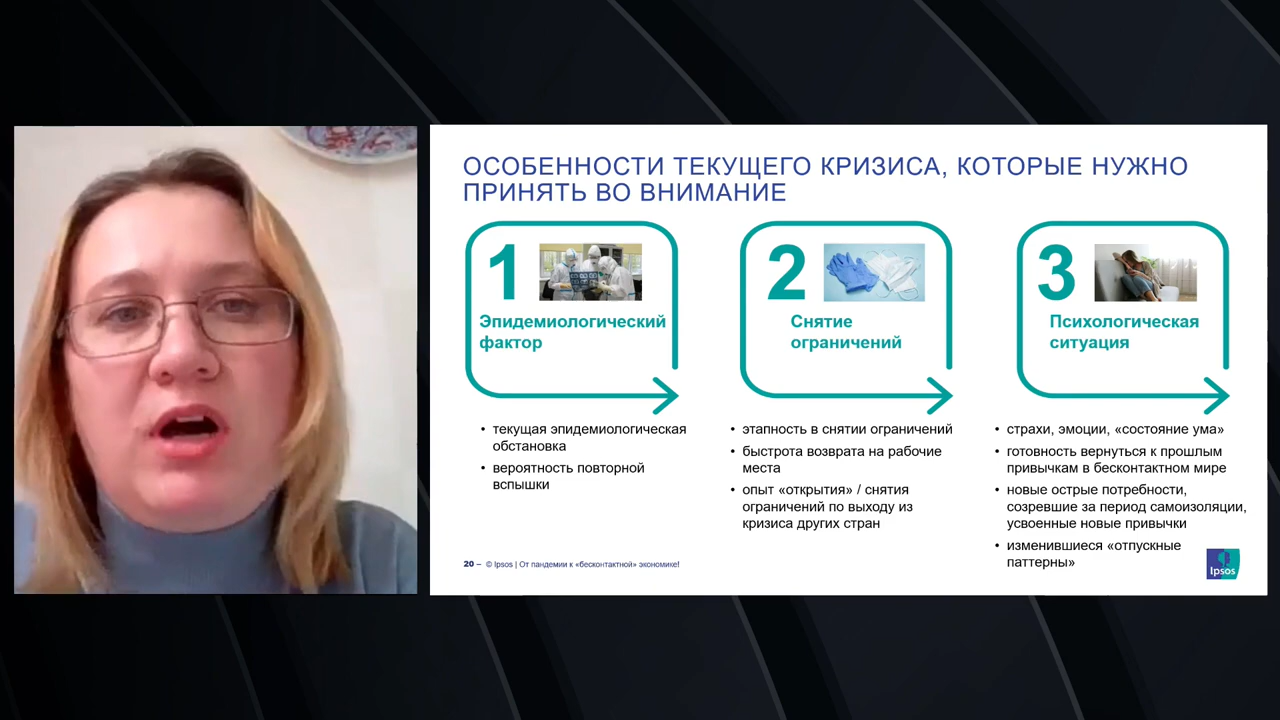 ОСОБЕННОСТИ ТЕКУЩЕГО КРИЗИСА, КОТОРЫЕ НУЖНО
ПРИНЯТЬ ВО ВНИМАНИЕ
1
Эпидемиологический
фактор
• текущая эпидемиологическая
обстановка
• вероятность повторной
вспышки
2
Снятие
ограничений
• этапность в снятии ограничений
• быстрота возврата на рабочие
места
• опыт «открытия» / снятия
ограничений по выходу из
кризиса других стран
3
Психологическая
ситуация
• страхи, эмоции, «состояние ума»
• готовность вернуться к прошлым
привычкам в бесконтактном мире
• новые острые потребности,
созревшие за период самоизоляции,
усвоенные новые привычки
• изменившиеся «отпускные
паттерны»
20 – © Ipsos | От пандемии к «бесконтактной» экономике!
Ipsos